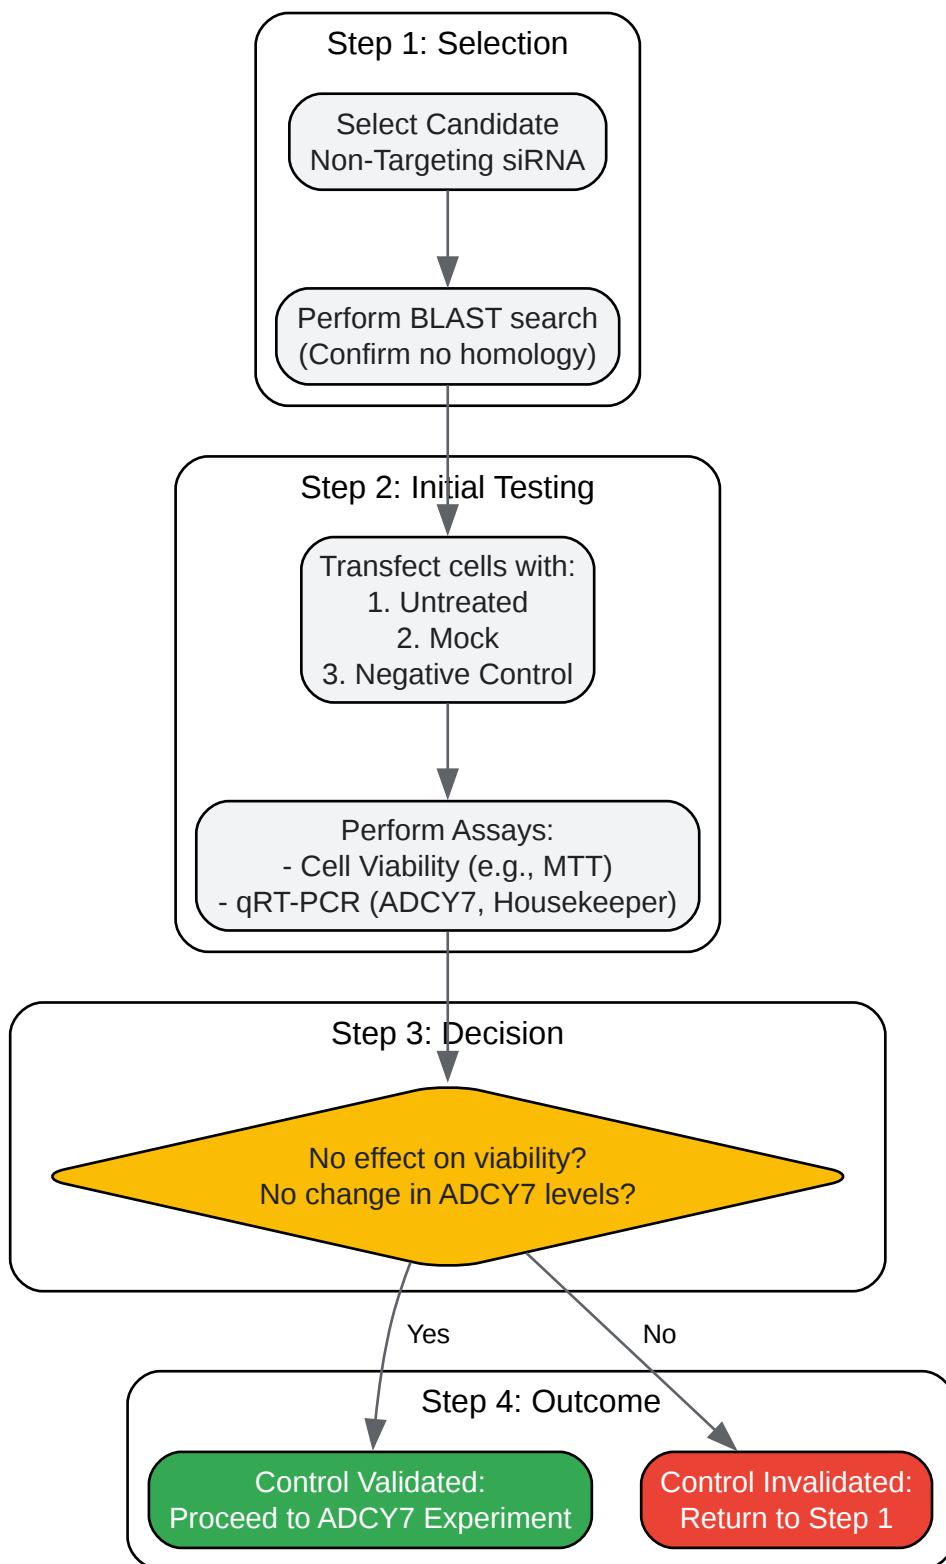 Step 1: Selection
Select Candidate
Non-Targeting siRNA
Perform BLAST search
(Confirm no homology)
Step 2: Initial Testing
Transfect cells with:
1. Untreated
2. Mock
3. Negative Control
Perform Assays:
- Cell Viability (e.g., MTT)
- qRT-PCR (ADCY7, Housekeeper)
Step 3: Decision
No effect on viability?
No change in ADCY7 levels?
Yes
No
Step 4: Outcome
Control Validated:
Proceed to ADCY7 Experiment
Control Invalidated:
Return to Step 1